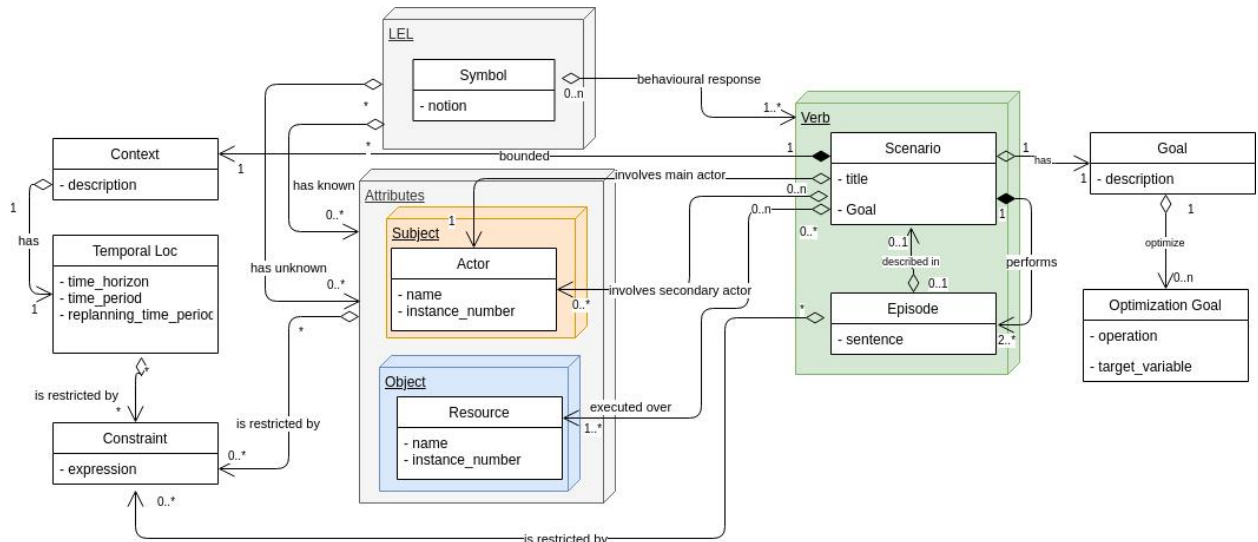 LEL
Symbol
- notion
0..n
behavioural response
1..*
*
*
has known
0..*
has unknown
0..*
Context
- description
1
bounded
1
1
has
1
Temporal Loc
- time_horizon
- time_period
- replanning_time_period
*
is restricted by
*
Constraint
- expression
0..*
is restricted by
*
0..*
is restricted by
*
Attributes
Subject
1
Actor
- name
- instance_number
0..*
Object
Resource
- name
- instance_number
1..*
involves main actor
0..n
0..n
0..*
involves secondary actor
executed over
Verb
Scenario
- title
- Goal
1
has
1
1
performs
2..*
0..1
described in
0..1
Episode
- sentence
Goal
- description
1
optimize
0..n
Optimization Goal
- operation
- target_variable